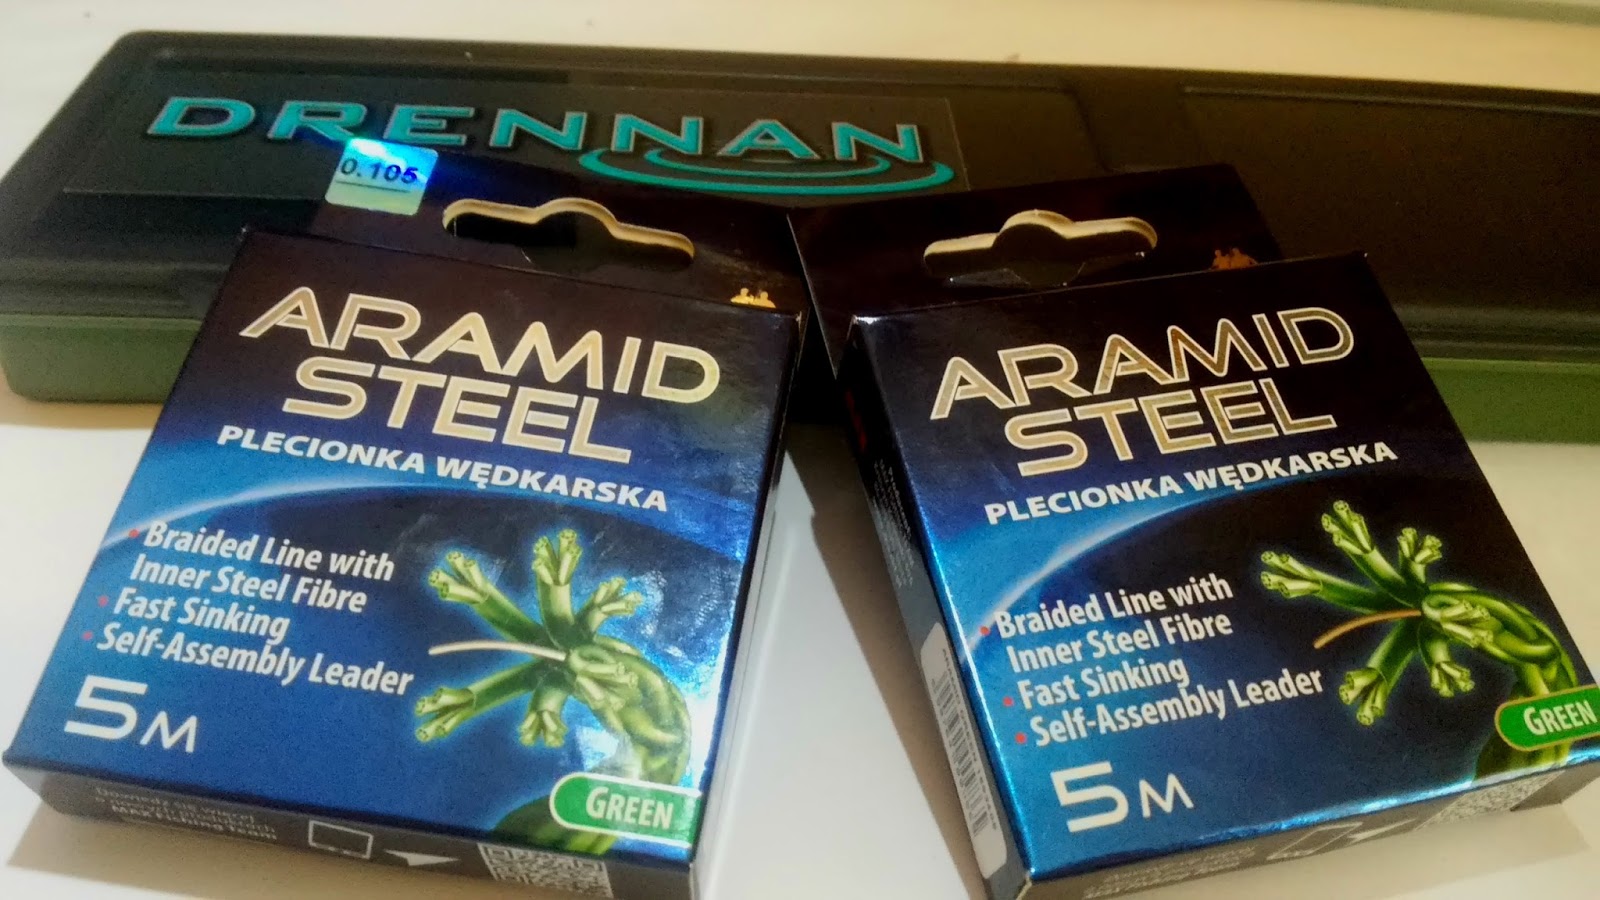 DRENNAN
0.105
ARAMID
STEEL
PLECIONKA WĘDKARSKA
Braided Line with
Inner Steel Fibre
Fast Sinking
Self-Assembly Leader
5M
GREEN
ARAMID
STEEL
PLECIONKA WĘDKARSKA
Braided Line with
Inner Steel Fibre
Fast Sinking
Self-Assembly Leader
5M
GREEN